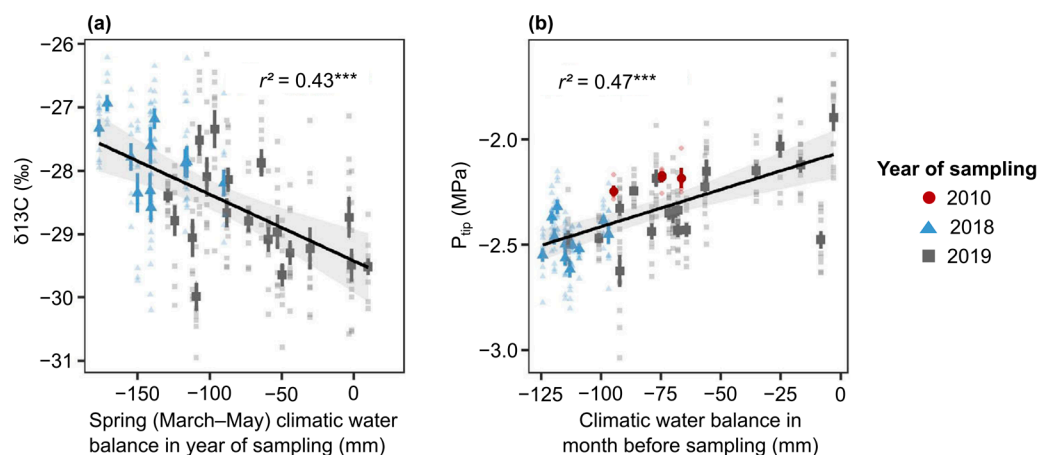 (a)
(b)
r² = 0.43***
r² = 0.47***
δ13C (‰)
−26
−27
−28
−29
−30
−31
−150
−100
−50
0
Spring (March–May) climatic water
balance in year of sampling (mm)
P_tip (MPa)
−2.0
−2.5
−3.0
−125
−100
−75
−50
−25
0
Climatic water balance in
month before sampling (mm)
Year of sampling
2010
2018
2019